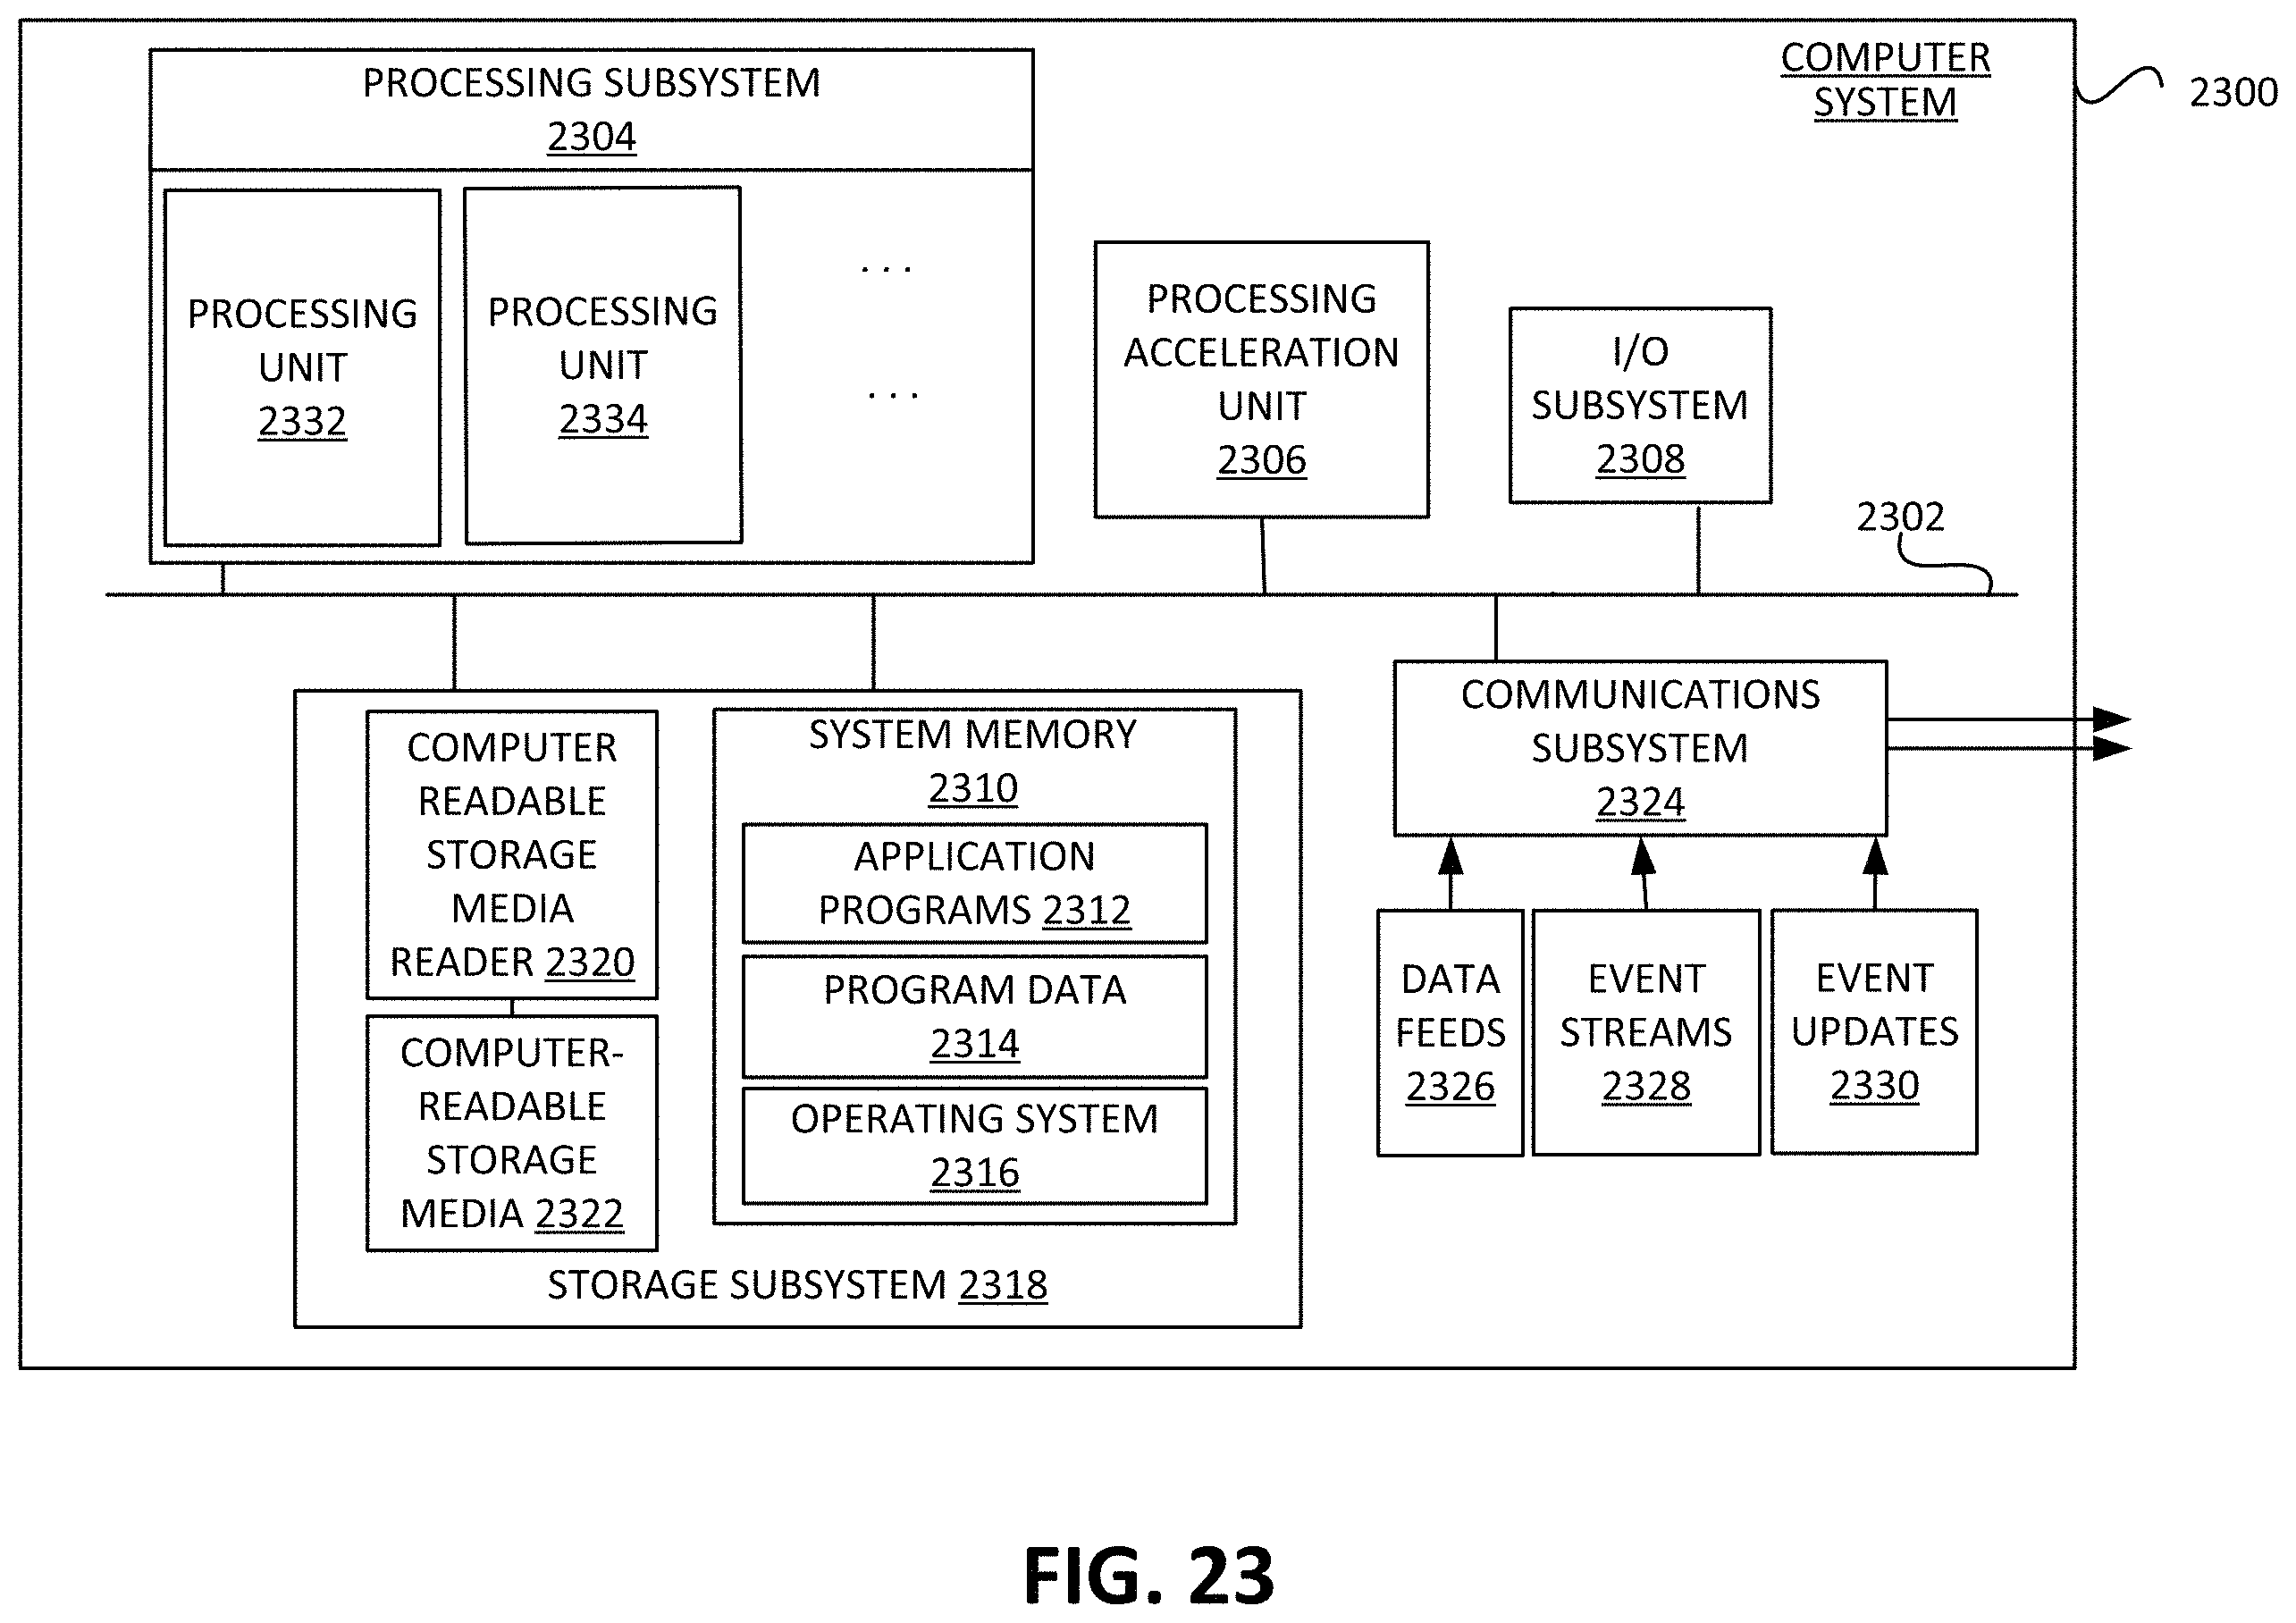 COMPUTER
SYSTEM
2300
PROCESSING SUBSYSTEM
2304
PROCESSING
UNIT
2332
PROCESSING
UNIT
2334
. . .
. . .
PROCESSING
ACCELERATION
UNIT
2306
I/O
SUBSYSTEM
2308
2302
COMPUTER
READABLE
STORAGE
MEDIA
READER 2320
COMPUTER-
READABLE
STORAGE
MEDIA 2322
SYSTEM MEMORY
2310
APPLICATION
PROGRAMS 2312
PROGRAM DATA
2314
OPERATING SYSTEM
2316
STORAGE SUBSYSTEM 2318
COMMUNICATIONS
SUBSYSTEM
2324
DATA
FEEDS
2326
EVENT
STREAMS
2328
EVENT
UPDATES
2330
FIG. 23